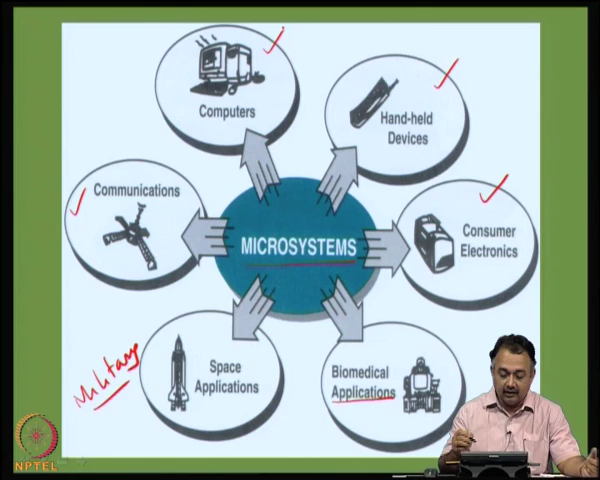 Computers
Hand-held
Devices
Communications
MICROSYSTEMS
Consumer
Electronics
Military
Space
Applications
Biomedical
Applications
NPTEL